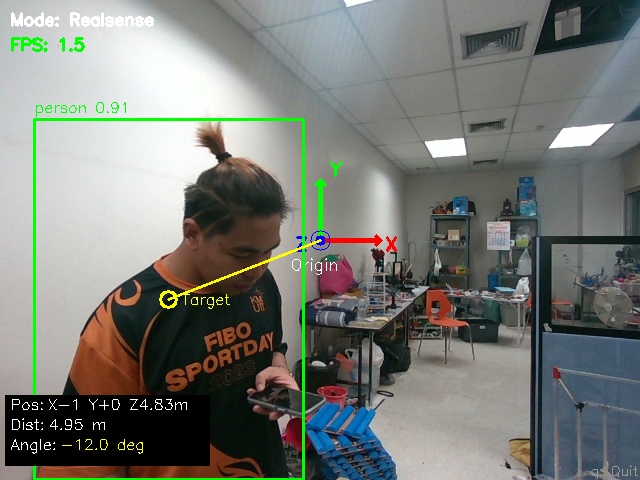 Mode: Realsense
FPS: 1.5
person 0.91
Y
Z
X
Origin
Target
FIBO
SPORTDAY
2023
Pos: X-1 Y+0 Z4.83m
Dist: 4.95 m
Angle: -12.0 deg
q: Quit